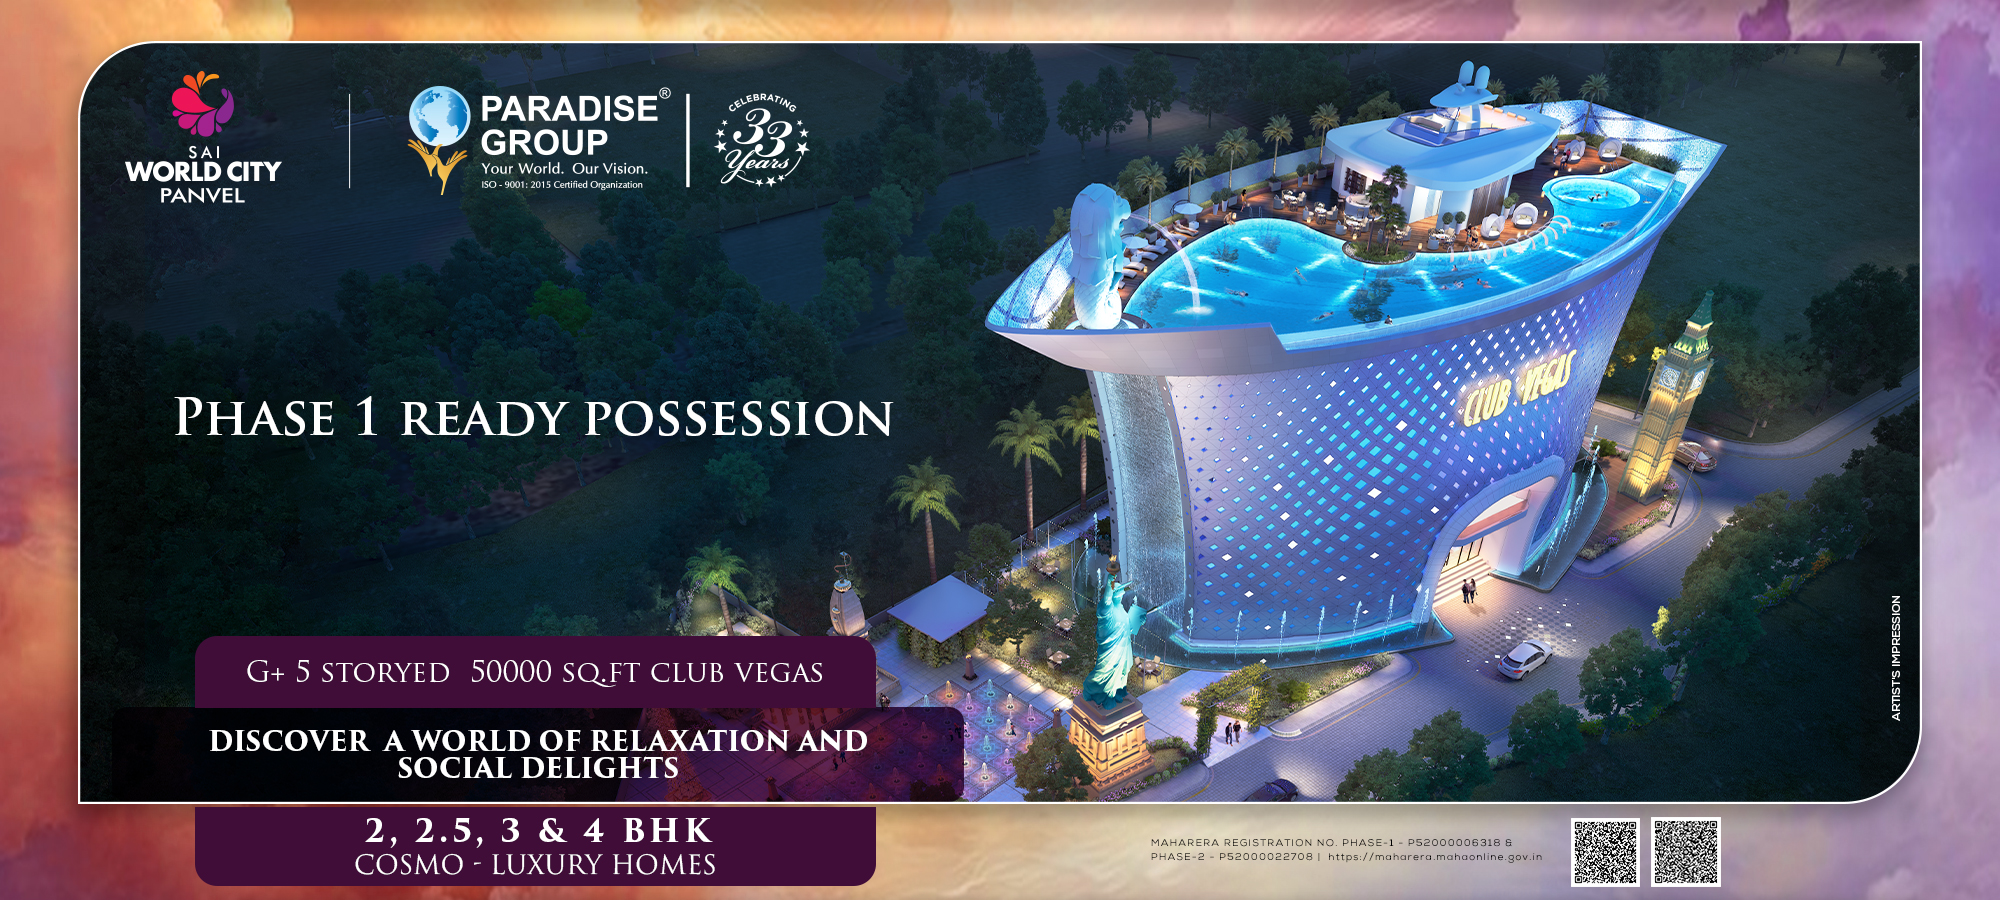 SAI
WORLD CITY
PANVEL
PARADISE®
GROUP
Your World. Our Vision.
ISO - 9001: 2015 Certified Organization
CELEBRATING
33
Years
PHASE 1 READY POSSESSION
CLUB VEGAS
G+ 5 STORYED 50000 SQ.FT CLUB VEGAS
DISCOVER A WORLD OF RELAXATION AND
SOCIAL DELIGHTS
2, 2.5, 3 & 4 BHK
COSMO - LUXURY HOMES
ARTIST'S IMPRESSION
MAHARERA REGISTRATION NO. PHASE-1 - P52000006318 &
PHASE-2 - P52000022708 | https://maharera.mahaonline.gov.in